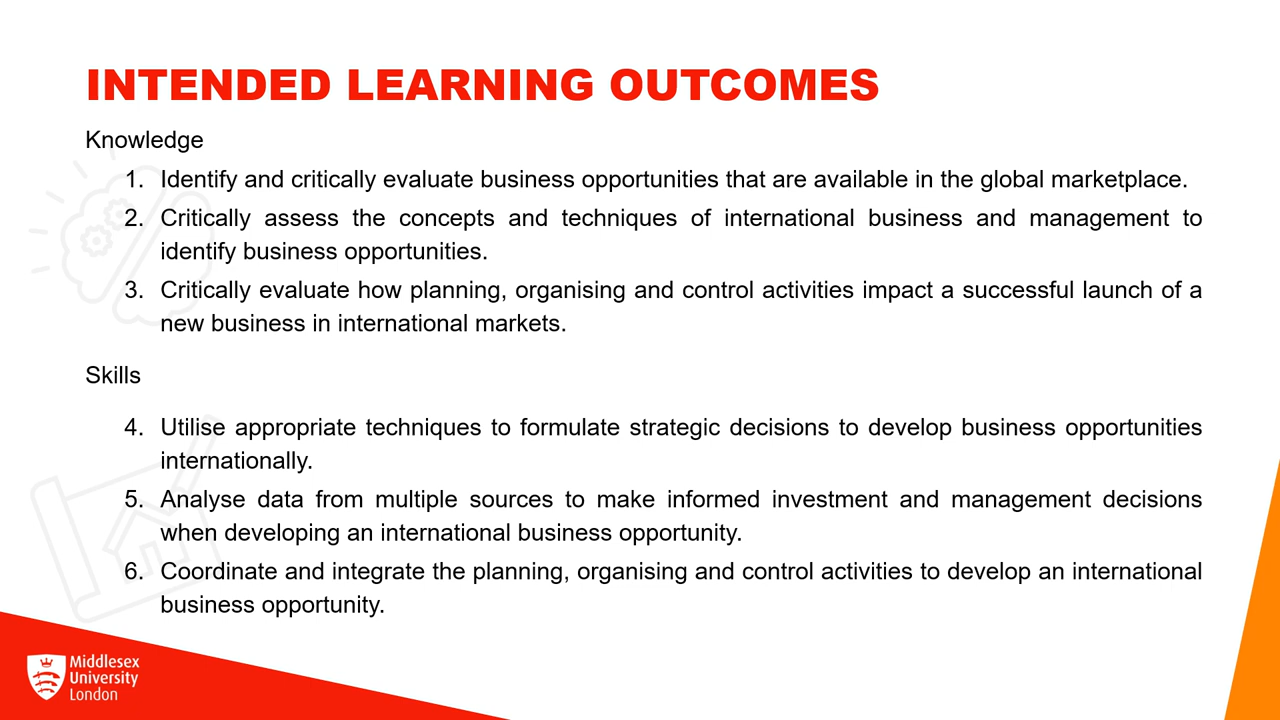 INTENDED LEARNING OUTCOMES
Knowledge
1. Identify and critically evaluate business opportunities that are available in the global marketplace.
2. Critically assess the concepts and techniques of international business and management to
identify business opportunities.
3. Critically evaluate how planning, organising and control activities impact a successful launch of a
new business in international markets.
Skills
4. Utilise appropriate techniques to formulate strategic decisions to develop business opportunities
internationally.
5. Analyse data from multiple sources to make informed investment and management decisions
when developing an international business opportunity.
6. Coordinate and integrate the planning, organising and control activities to develop an international
business opportunity.
Middlesex
University
London